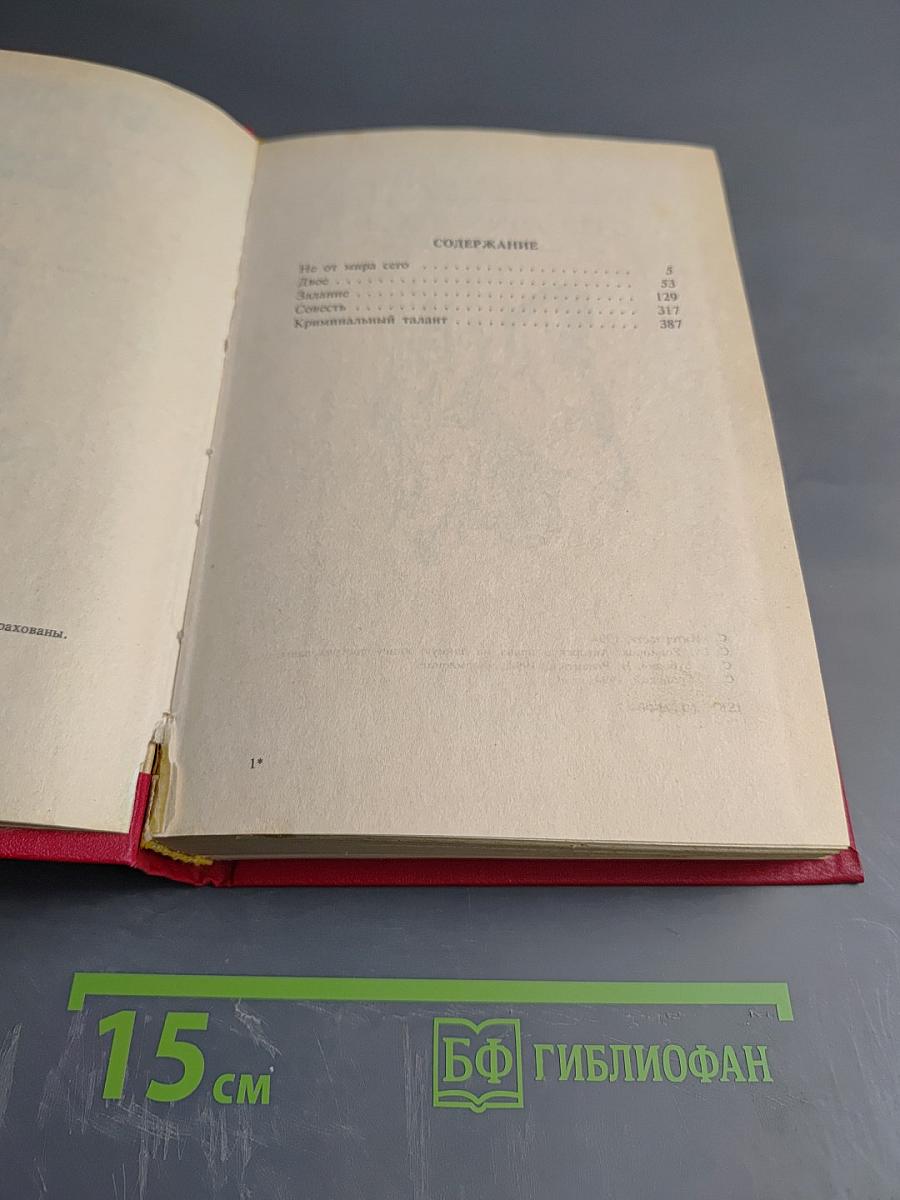 СОДЕРЖАНИЕ
Не от мира сего . . . . . . . . . . . . . . . . . . . 5
Двое . . . . . . . . . . . . . . . . . . . . . . . . . . 53
Задание . . . . . . . . . . . . . . . . . . . . . . . . 129
Совесть . . . . . . . . . . . . . . . . . . . . . . . . 317
Криминальный талант . . . . . . . . . . . . . . . . 387
рахованы.
1*
15 см
БФ ГИБЛИОФАН